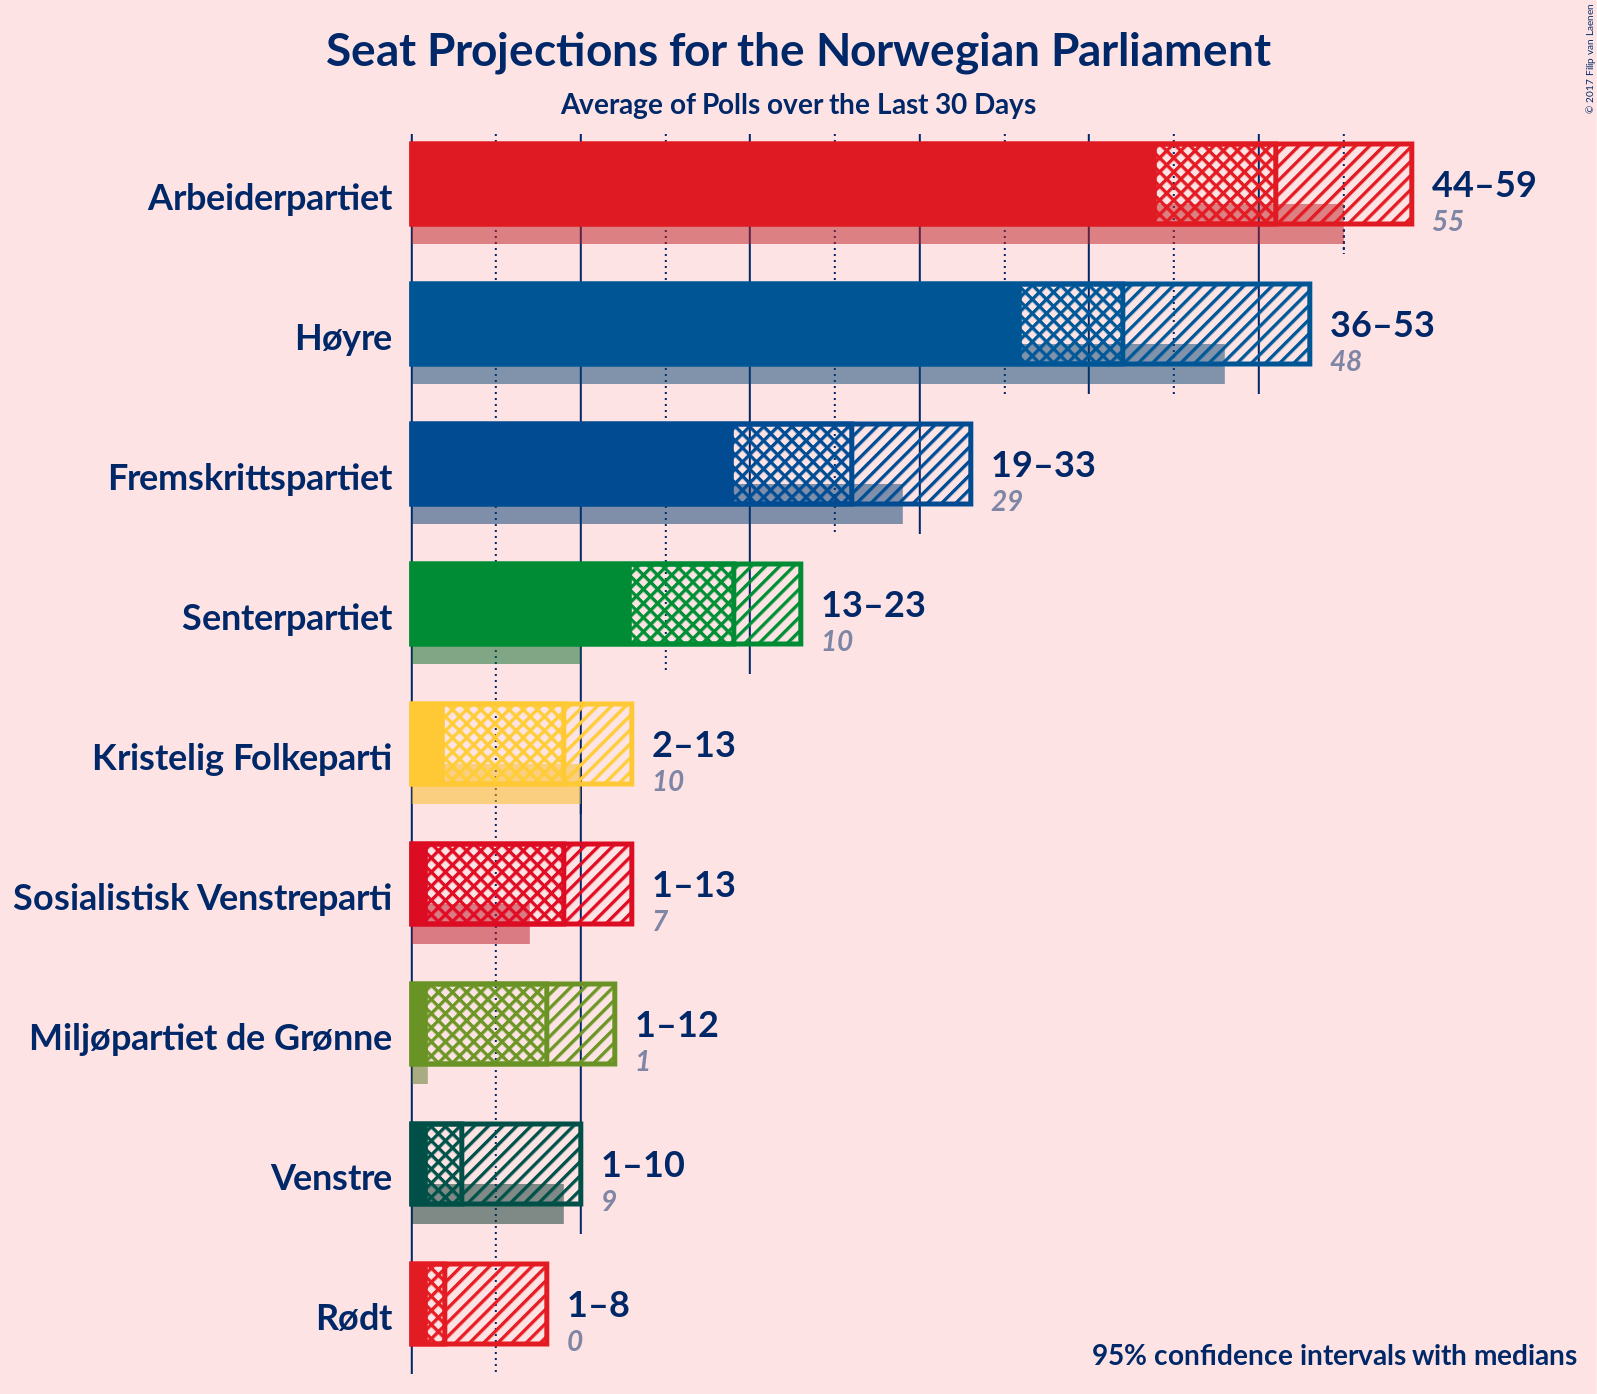 Seat Projections for the Norwegian Parliament
Average of Polls over the Last 30 Days
© 2017 Filip van Laenen
Arbeiderpartiet
44–59
55
Høyre
36–53
48
Fremskrittspartiet
19–33
29
Senterpartiet
13–23
10
Kristelig Folkeparti
2–13
10
Sosialistisk Venstreparti
1–13
7
Miljøpartiet de Grønne
1–12
1
Venstre
1–10
9
Rødt
1–8
0
95% confidence intervals with medians